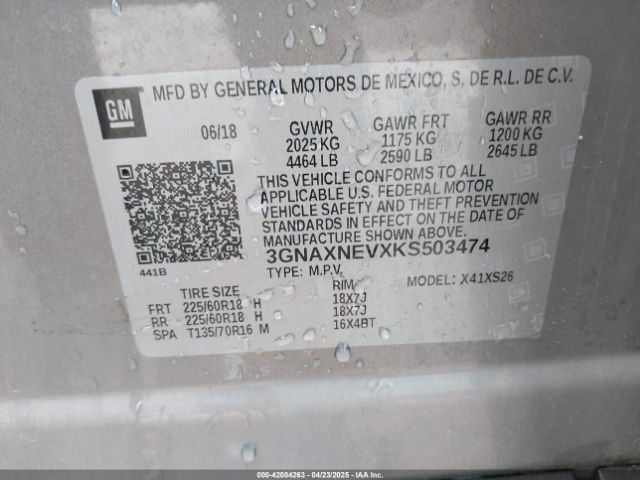 GM
MFD BY GENERAL MOTORS DE MEXICO, S. DE R.L. DE C.V.
06/18 GVWR GAWR FRT GAWR RR
2025 KG 1175 KG 1200 KG
4464 LB 2590 LB 2645 LB
THIS VEHICLE CONFORMS TO ALL
APPLICABLE U.S. FEDERAL MOTOR
VEHICLE SAFETY AND THEFT PREVENTION
STANDARDS IN EFFECT ON THE DATE OF
MANUFACTURE SHOWN ABOVE.
3GNAXNEVXKS503474
441B
TYPE: M.P.V. MODEL: X41XS26
TIRE SIZE RIM
FRT 225/60R18 H 18X7J
RR 225/60R18 H 18X7J
SPA T135/70R16 M 16X4BT
000-42084263 - 04/23/2025 - IAA Inc.